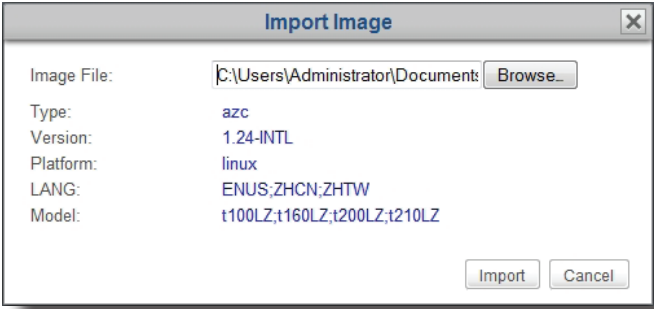 Import Image
Image File: C:\Users\Administrator\Documents Browse..
Type: azc
Version: 1.24-INTL
Platform: linux
LANG: ENUS;ZHCN;ZHTW
Model: t100LZ;t160LZ;t200LZ;t210LZ
Import Cancel